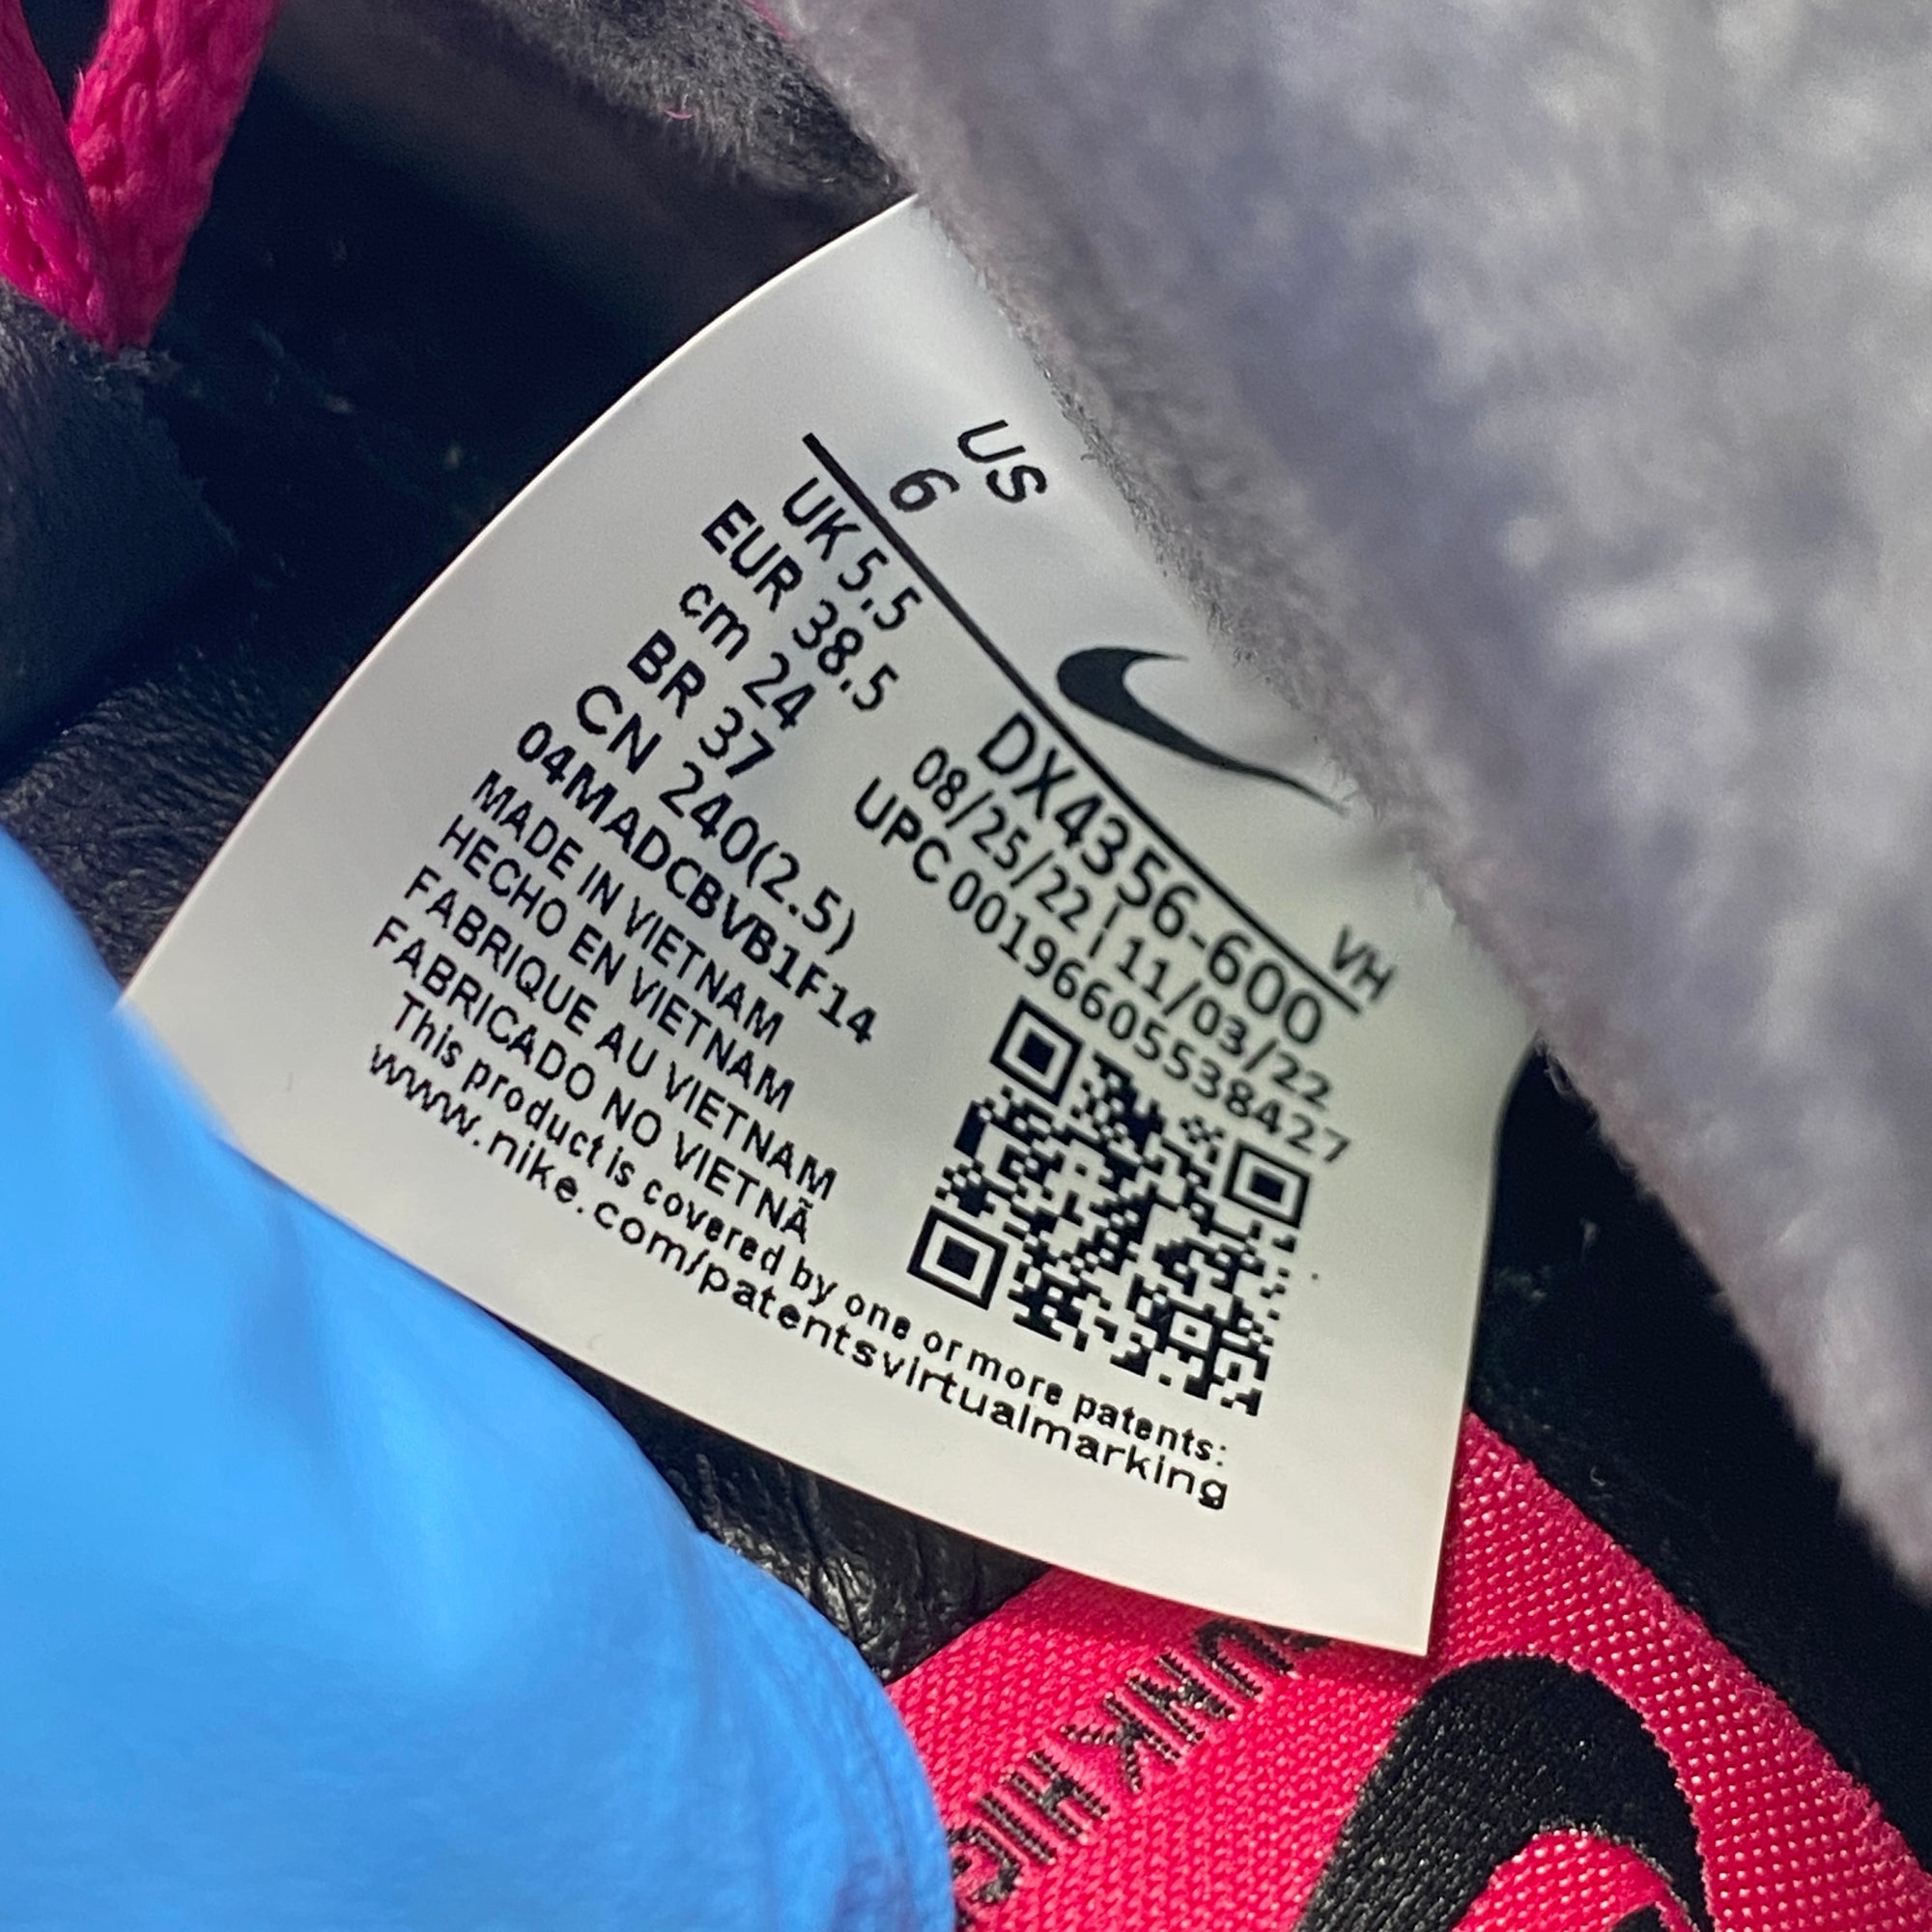 US
6
VH
UK 5.5
EUR 38.5
cm 24
BR 37
CN 240(2.5)
04MADCBVB1F14
DX4356-600
08/25/22 | 11/03/22
UPC 00196605538427
MADE IN VIETNAM
HECHO EN VIETNAM
FABRIQUE AU VIETNAM
FABRICADO NO VIETNÃ
This product is covered by one or more patents:
www.nike.com/patentsvirtualmarking